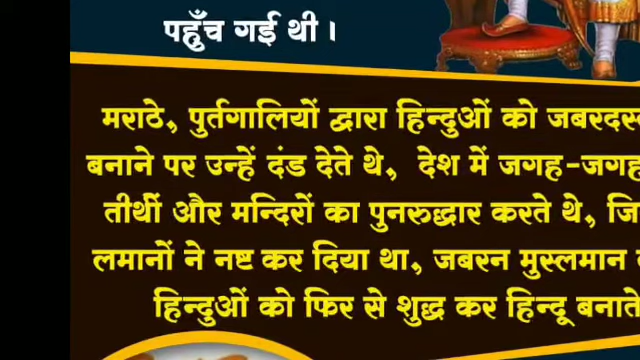 पहुँच गई थी।
मराठे, पुर्तगालियों द्वारा हिन्दुओं को
बनाने पर उन्हें दंड देते थे, देश में जगह-जगह
तीर्थी और मन्दिरों का पुनरुद्धार करते थे,
लमानों ने नष्ट कर दिया था, जबरन मुस्लमान
हिन्दुओं को फिर से शुद्ध कर हिन्दू बनाते